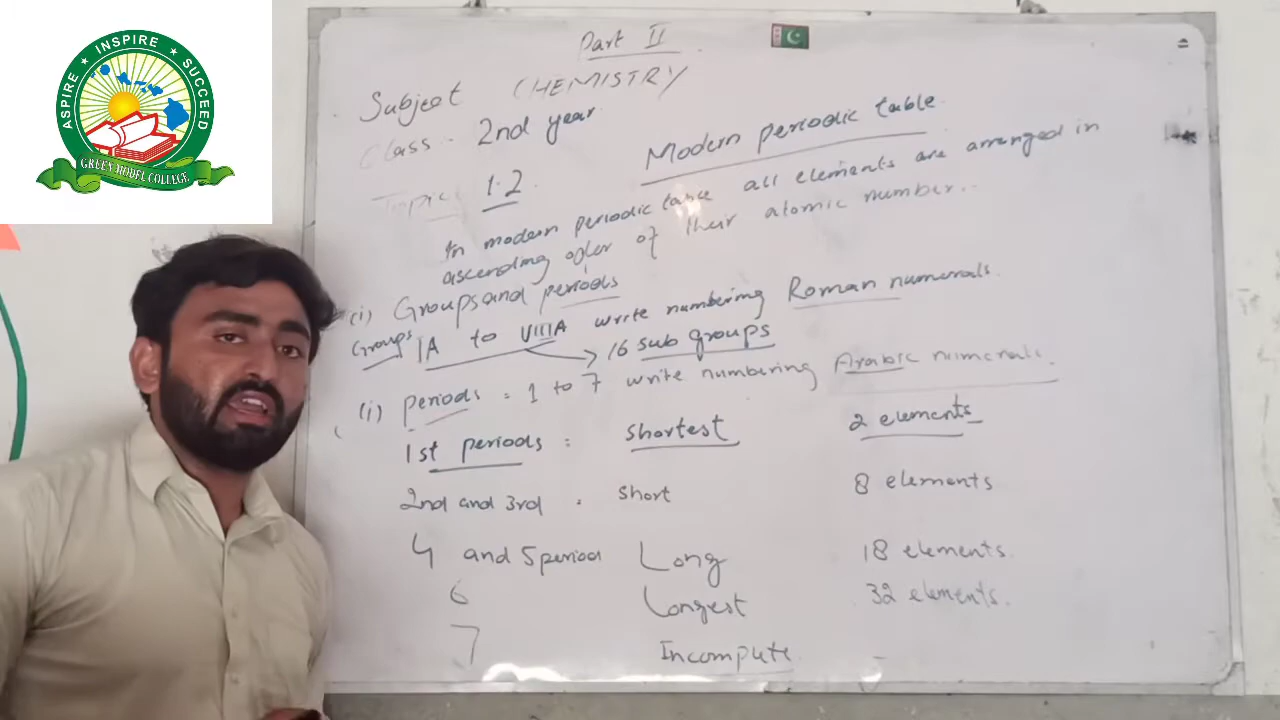 ASPIRE ★ INSPIRE ★ SUCCEED
GREEN MODEL COLLEGE
Part II
Subject CHEMISTRY
Class. 2nd year
Topic 1.2
Modern periodic table
In modern periodic table all elements are arranged in
ascending of their atomic number..
(i) Groups and periods
Groups IA to VIIIA write numbering Roman numerals.
16 sub groups
(i) periods = 1 to 7 write numbering Arabic numerals.
1st periods : shortest 2 elements
2nd and 3rd . short 8 elements
4 and 5 period Long 18 elements.
6 Longest 32 elements.
7 Incompute